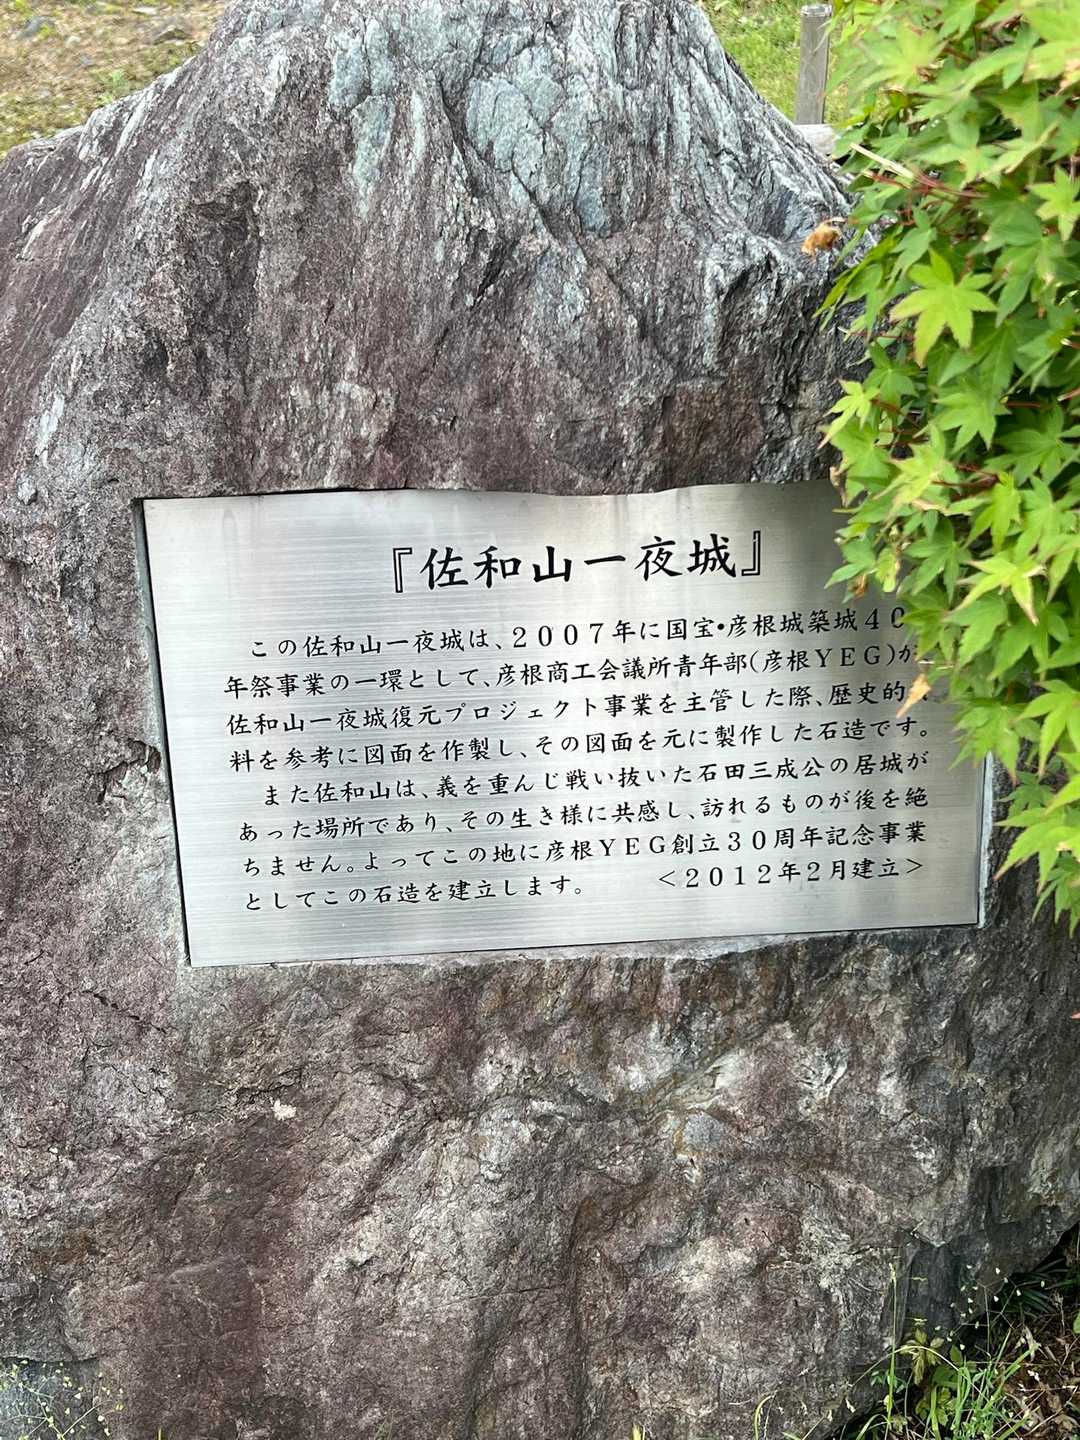 『佐和山一夜城』
この佐和山一夜城は、2007年に国宝・彦根城築城40
年祭事業の一環として、彦根商工会議所青年部(彦根YEG)が
佐和山一夜城復元プロジェクト事業を主管した際、歴史的
料を参考に図面を作製し、その図面を元に製作した石造です。
また佐和山は、義を重んじ戦い抜いた石田三成公の居城が
あった場所であり、その生き様に共感し、訪れるものが後を絶
ちません。よってこの地に彦根YEG創立30周年記念事業
としてこの石造を建立します。 <2012年2月建立>